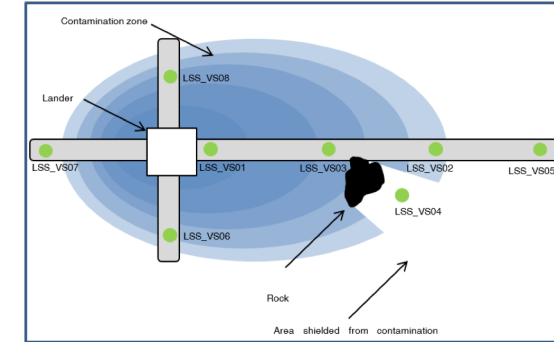 Contamination zone
LSS_VS08
Lander
LSS_VS07
LSS_VS01
LSS_VS03
LSS_VS02
LSS_VS05
LSS_VS04
LSS_VS06
Rock
Area shielded from contamination